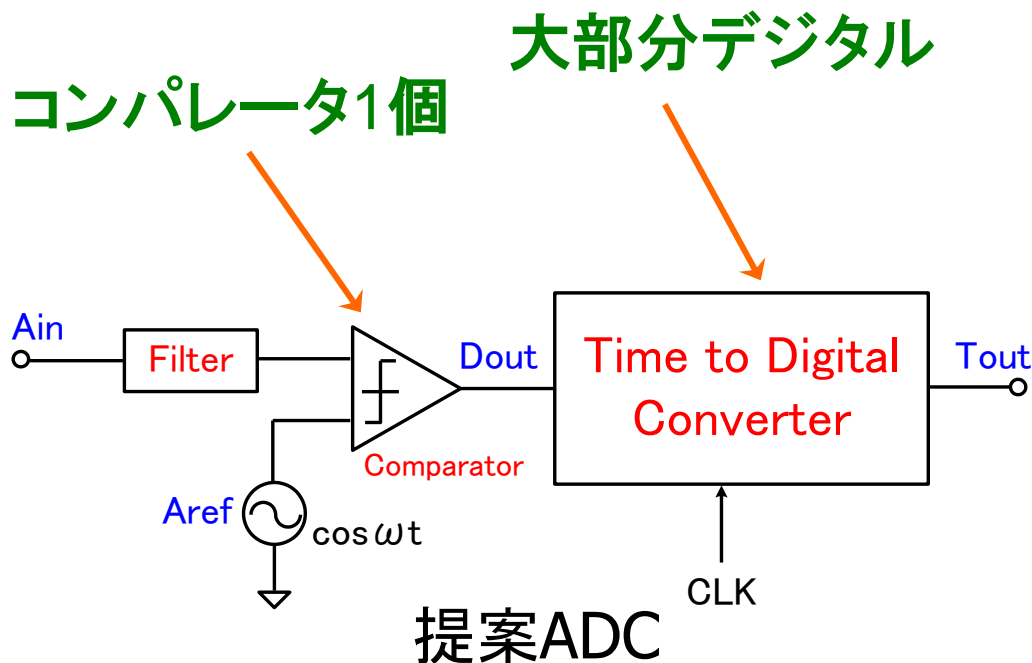 大部分デジタル
コンパレータ1個
Ain
Filter
Dout
Time to Digital
Converter
Tout
Comparator
Aref
cosωt
CLK
提案ADC